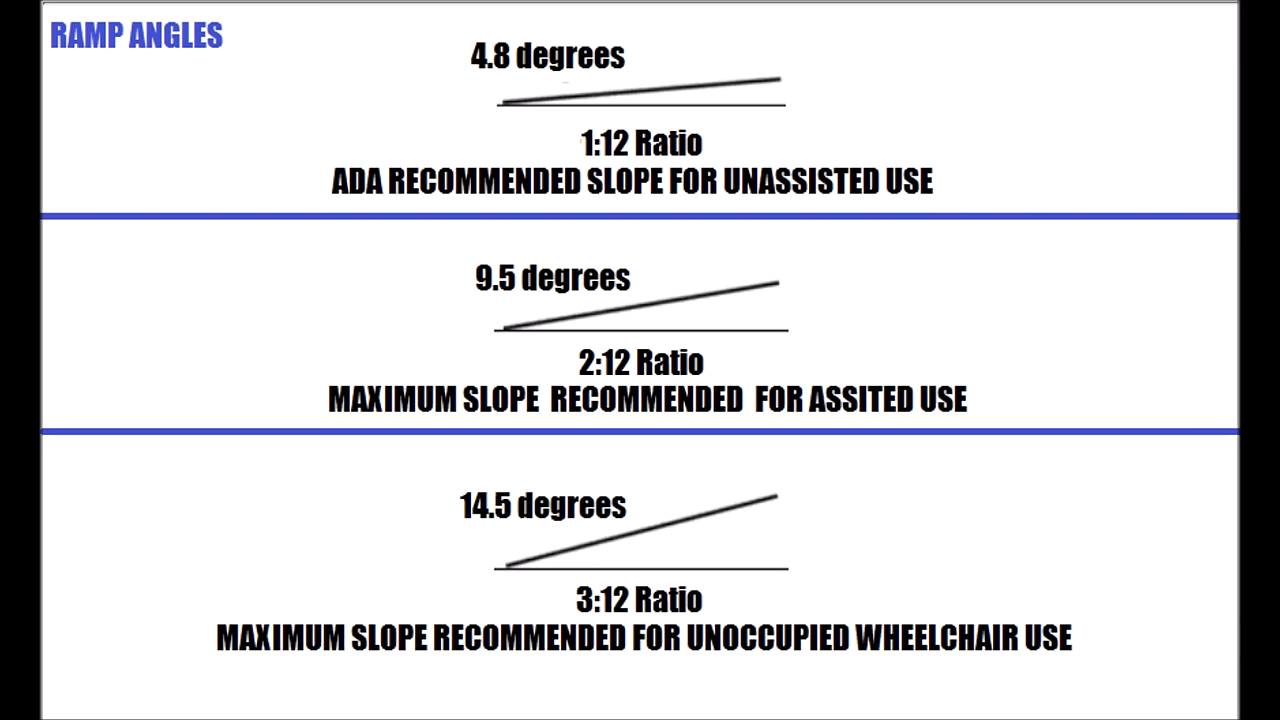 RAMP ANGLES
4.8 degrees
1:12 Ratio
ADA RECOMMENDED SLOPE FOR UNASSISTED USE
9.5 degrees
2:12 Ratio
MAXIMUM SLOPE RECOMMENDED FOR ASSITED USE
14.5 degrees
3:12 Ratio
MAXIMUM SLOPE RECOMMENDED FOR UNOCCUPIED WHEELCHAIR USE